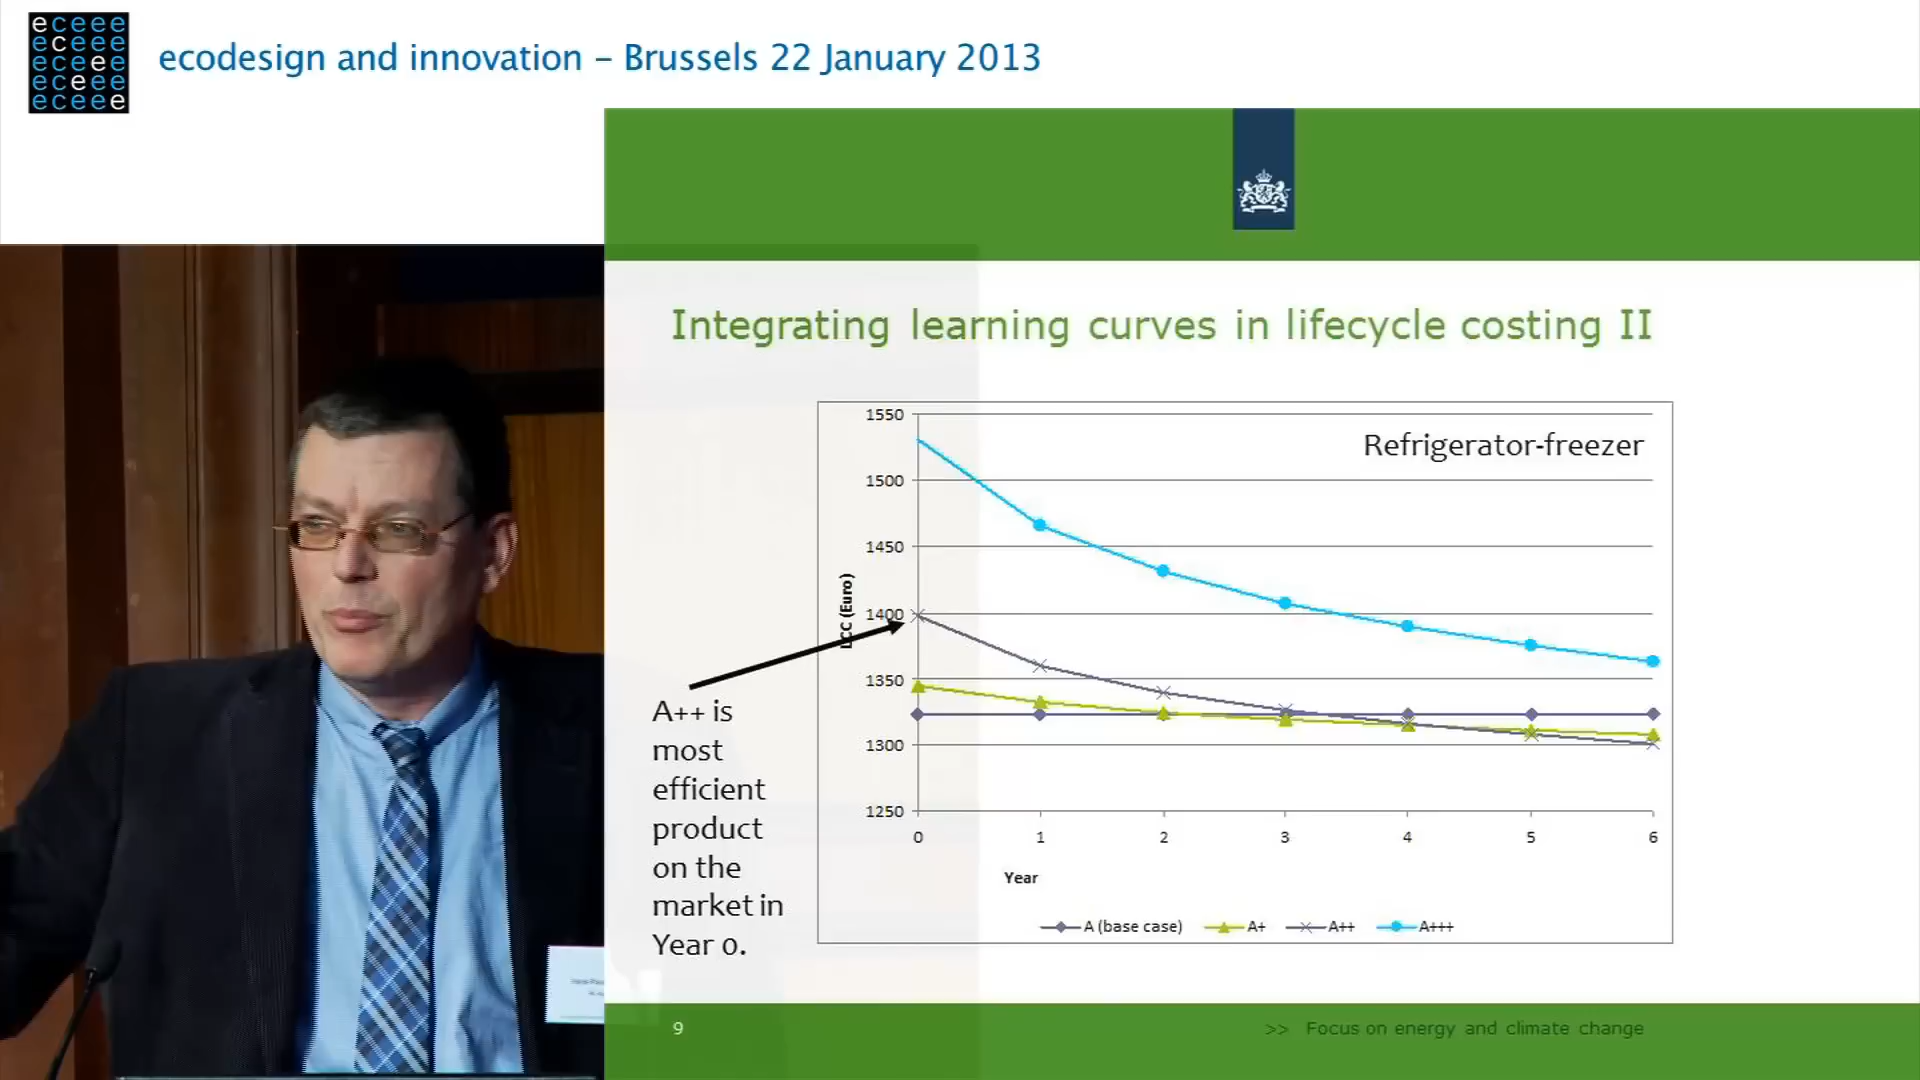 eceee
eceee
eceee
eceee
eceee
ecodesign and innovation – Brussels 22 January 2013
Integrating learning curves in lifecycle costing II
Refrigerator-freezer
1550
1500
1450
1400
1350
1300
1250
LCC (Euro)
0 1 2 3 4 5 6
Year
A (base case) A+ A++ A+++
A++ is
most
efficient
product
on the
market in
Year 0.
9
>> Focus on energy and climate change